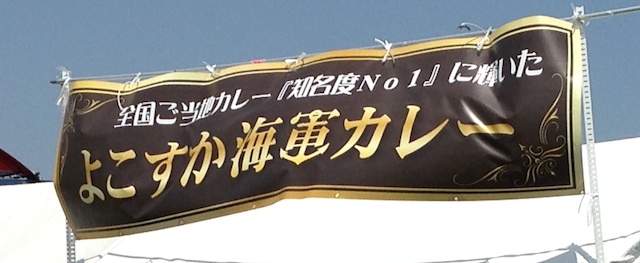 全国ご当地カレー『知名度No1』に輝いた
よこすか海軍カレー